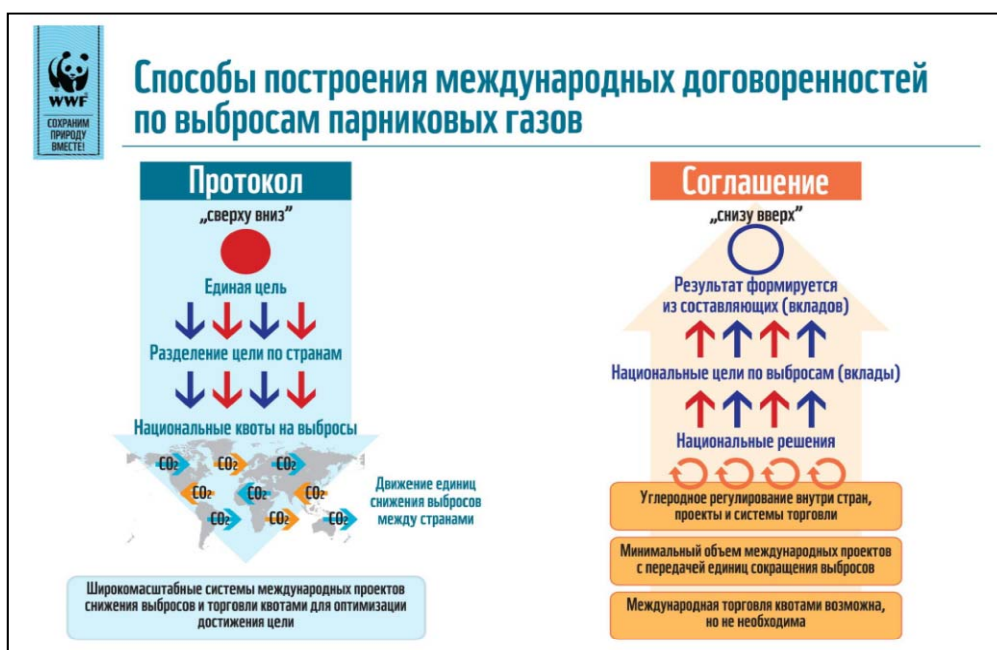 WWF
СОХРАНИМ
ПРИРОДУ
ВМЕСТЕ!
Способы построения международных договоренностей
по выбросам парниковых газов
Протокол
„сверху вниз”
Единая цель
Разделение цели по странам
Национальные квоты на выбросы
CO₂ CO₂ CO₂
CO₂ CO₂ CO₂
CO₂ CO₂ CO₂
Движение единиц
снижения выбросов
между странами
Широкомасштабные системы международных проектов
снижения выбросов и торговли квотами для оптимизации
достижения цели
Соглашение
„снизу вверх”
Результат формируется
из составляющих (вкладов)
Национальные цели по выбросам (вклады)
Национальные решения
Углеродное регулирование внутри стран,
проекты и системы торговли
Минимальный объем международных проектов
с передачей единиц сокращения выбросов
Международная торговля квотами возможна,
но не необходима